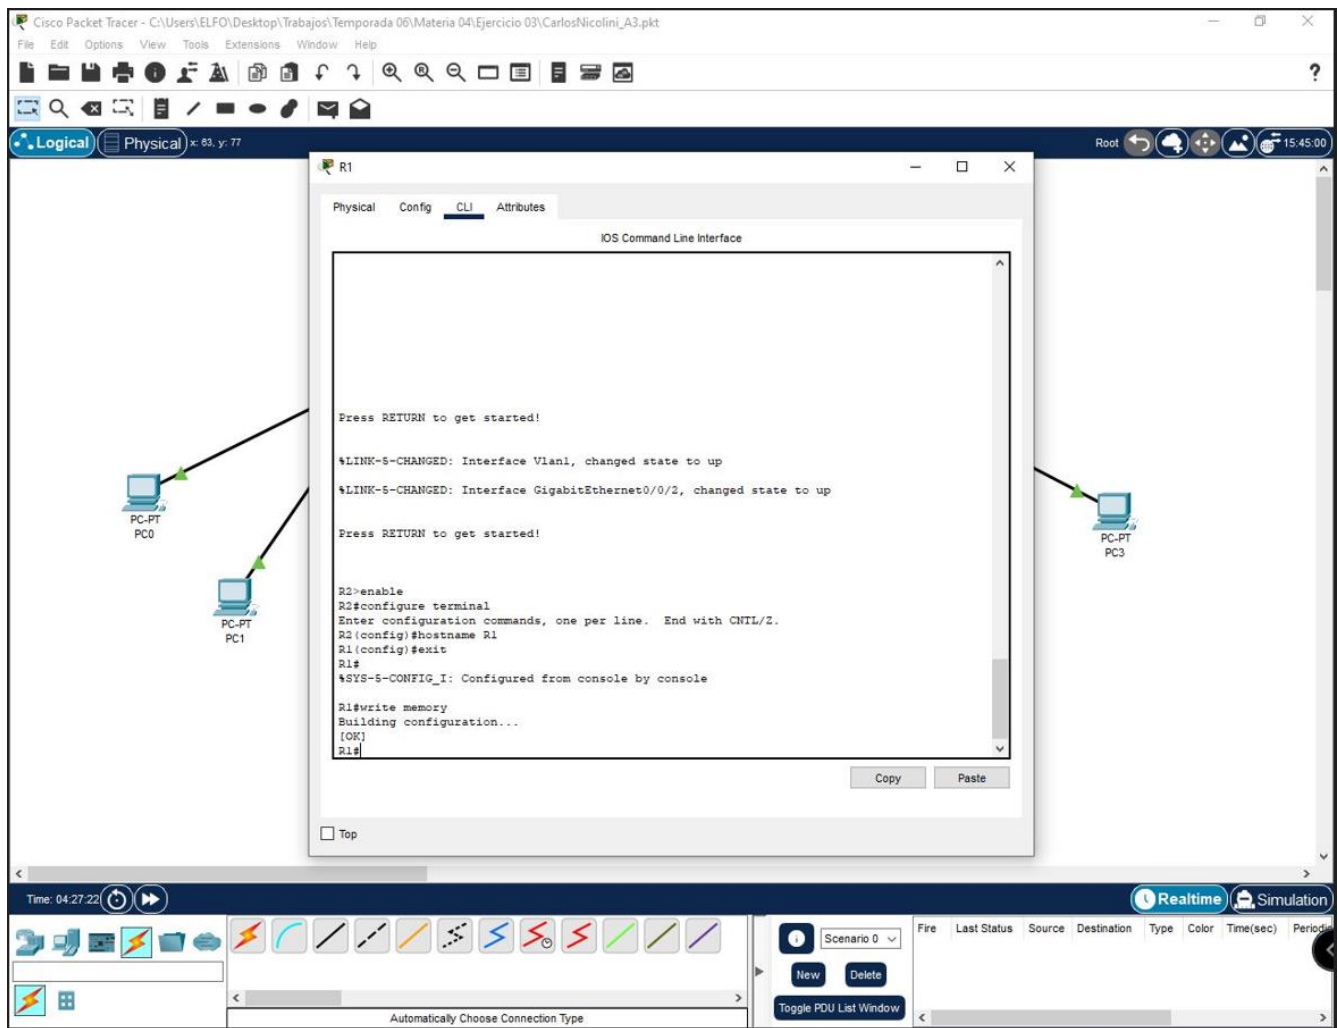 Cisco Packet Tracer - C:\Users\ELFO\Desktop\Trabajos\Temporada 06\Materia 04\Ejercicio 03\CarlosNicolini_A3.pkt
File Edit Options View Tools Extensions Window Help
?
Logical Physical x: 63, y: 77 Root 15:45:00
R1
Physical Config CLI Attributes
IOS Command Line Interface
Press RETURN to get started!
%LINK-5-CHANGED: Interface Vlan1, changed state to up
%LINK-5-CHANGED: Interface GigabitEthernet0/0/2, changed state to up
Press RETURN to get started!
R2>enable
R2#configure terminal
Enter configuration commands, one per line.  End with CNTL/Z.
R2(config)#hostname R1
R1(config)#exit
R1#
%SYS-5-CONFIG_I: Configured from console by console
R1#write memory
Building configuration...
[OK]
R1#
Copy Paste
Top
PC-PT
PC0
PC-PT
PC1
PC-PT
PC3
Time: 04:27:22 Realtime Simulation
Scenario 0
New Delete
Toggle PDU List Window
Fire Last Status Source Destination Type Color Time(sec) Periodic
Automatically Choose Connection Type